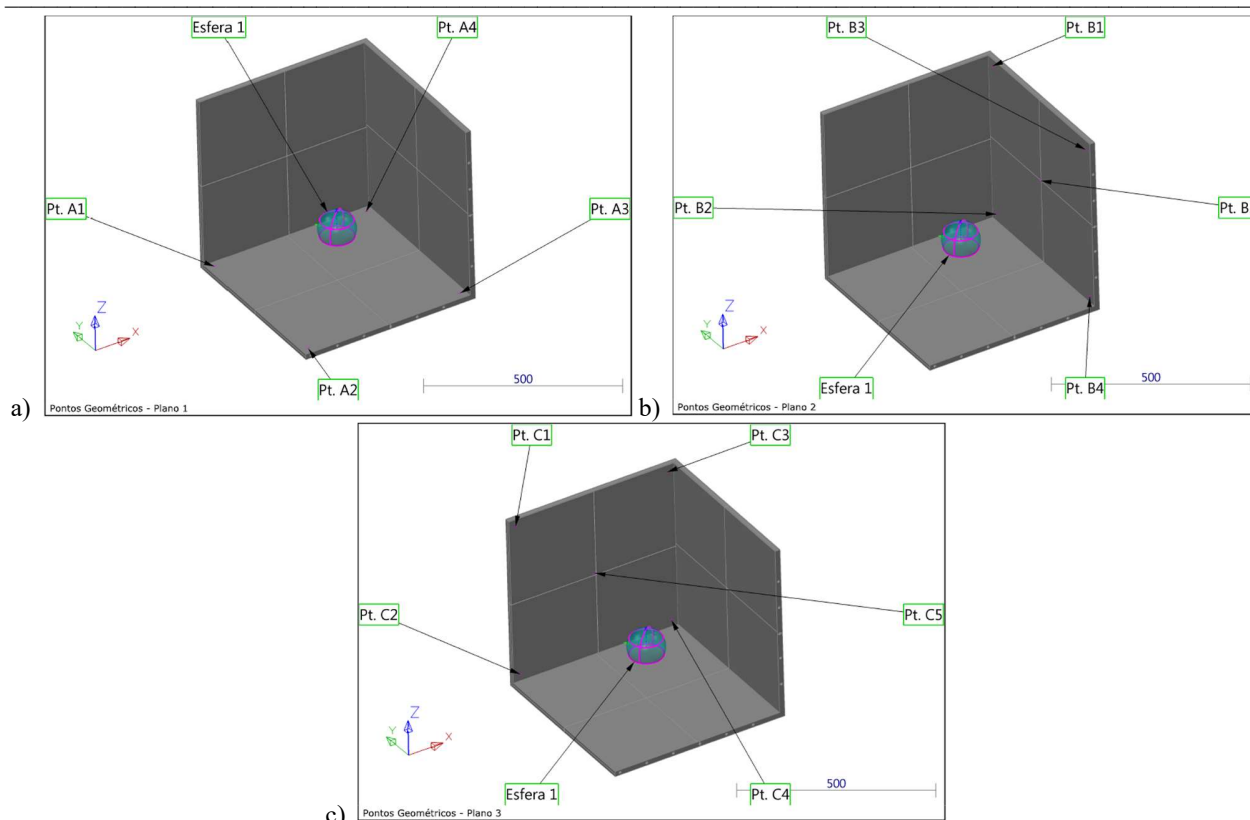 Esfera 1
Pt. A4
Pt. A1
Pt. A3
Z
Y
X
Pt. A2
500
a)
Pontos Geométricos - Plano 1
Pt. B3
Pt. B1
Pt. B2
Pt. B
Z
Y
X
Esfera 1
Pt. B4
500
b)
Pontos Geométricos - Plano 2
Pt. C1
Pt. C3
Pt. C2
Pt. C5
Z
Y
X
Esfera 1
Pt. C4
500
c)
Pontos Geométricos - Plano 3